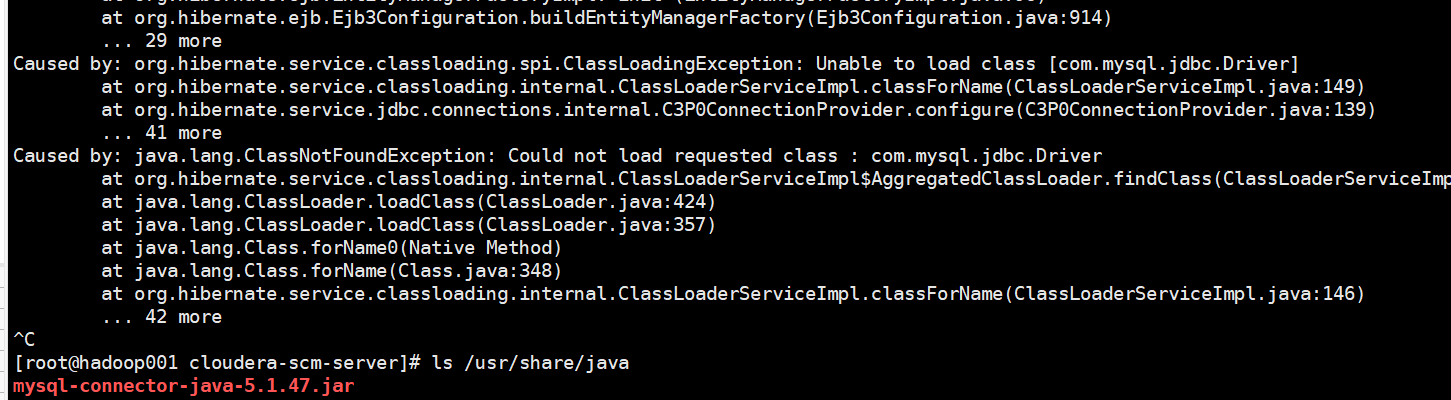 at org.hibernate.ejb.Ejb3Configuration.buildEntityManagerFactory(Ejb3Configuration.java:914)
... 29 more
Caused by: org.hibernate.service.classloading.spi.ClassLoadingException: Unable to load class [com.mysql.jdbc.Driver]
at org.hibernate.service.classloading.internal.ClassLoaderServiceImpl.classForName(ClassLoaderServiceImpl.java:149)
at org.hibernate.service.jdbc.connections.internal.C3P0ConnectionProvider.configure(C3P0ConnectionProvider.java:139)
... 41 more
Caused by: java.lang.ClassNotFoundException: Could not load requested class : com.mysql.jdbc.Driver
at org.hibernate.service.classloading.internal.ClassLoaderServiceImpl$AggregatedClassLoader.findClass(ClassLoaderServiceImp
at java.lang.ClassLoader.loadClass(ClassLoader.java:424)
at java.lang.ClassLoader.loadClass(ClassLoader.java:357)
at java.lang.Class.forName0(Native Method)
at java.lang.Class.forName(Class.java:348)
at org.hibernate.service.classloading.internal.ClassLoaderServiceImpl.classForName(ClassLoaderServiceImpl.java:146)
... 42 more
^C
[root@hadoop001 cloudera-scm-server]# ls /usr/share/java
mysql-connector-java-5.1.47.jar